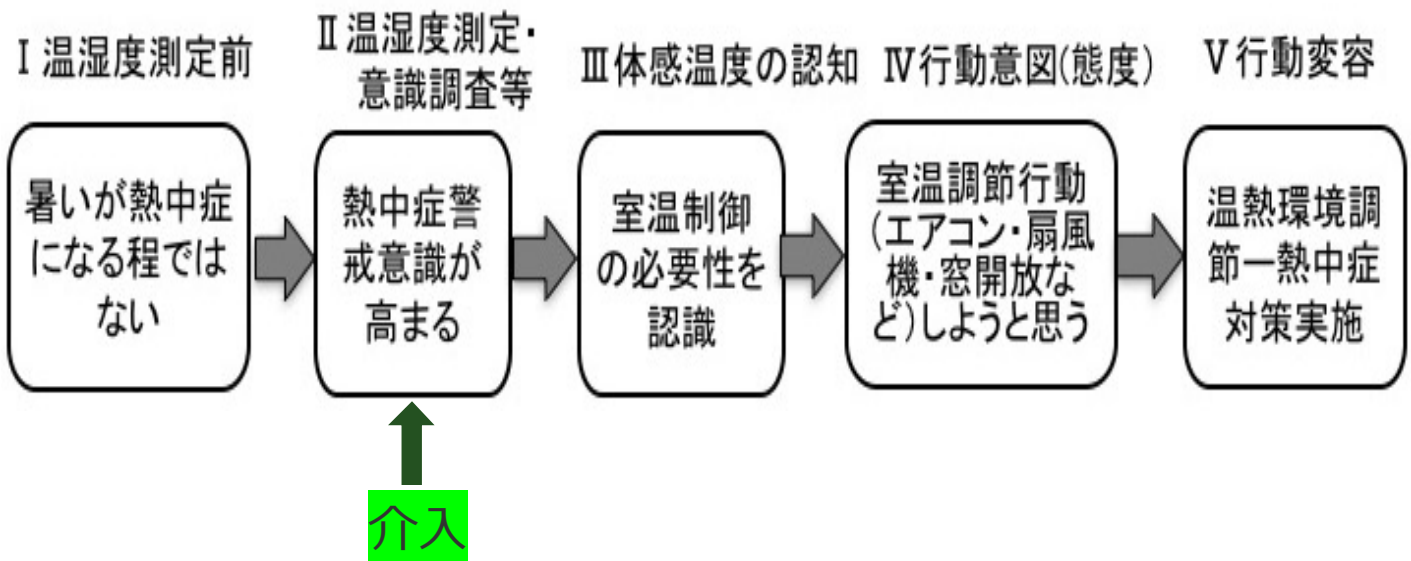 Ⅰ温湿度測定前
Ⅱ温湿度測定・
意識調査等
Ⅲ体感温度の認知
Ⅳ行動意図(態度)
Ⅴ行動変容
暑いが熱中症
になる程では
ない
熱中症警
戒意識が
高まる
室温制御
の必要性を
認識
室温調節行動
(エアコン・扇風
機・窓開放な
ど)しようと思う
温熱環境調
節―熱中症
対策実施
介入